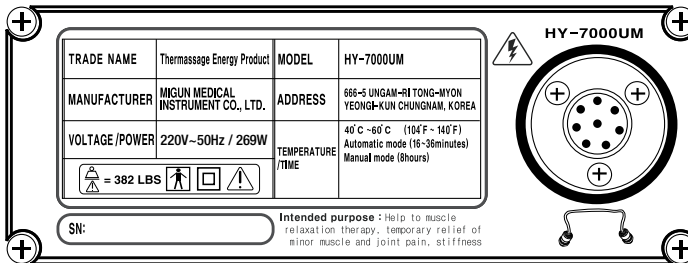 HY-7000UM
TRADE NAME Thermassage Energy Product MODEL HY-7000UM
MANUFACTURER MIGUN MEDICAL INSTRUMENT CO., LTD. ADDRESS 666-5 UNGAM-RI TONG-MYON YEONGI-KUN CHUNGNAM, KOREA
VOLTAGE/POWER 220V~50Hz / 269W
TEMPERATURE /TIME
40°C ~60°C (104°F ~ 140°F)
Automatic mode (16~36minutes)
Manual mode (8hours)
= 382 LBS
SN:
Intended purpose : Help to muscle
relaxation therapy, temporary relief of
minor muscle and joint pain, stiffness